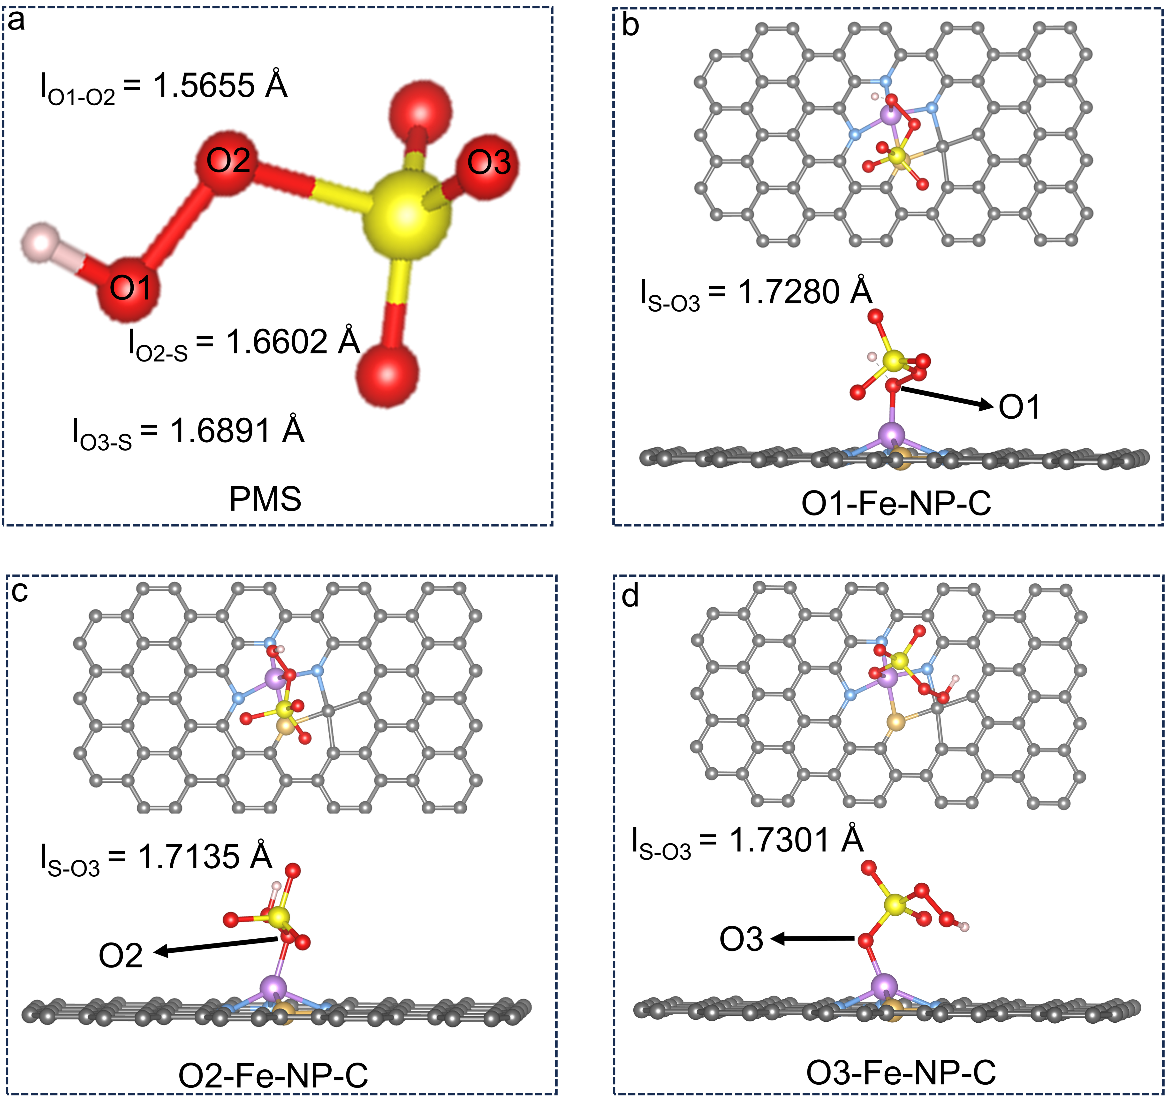 a
l O1-O2 = 1.5655 Å
O2
O3
O1
l O2-S = 1.6602 Å
l O3-S = 1.6891 Å
PMS
b
l S-O3 = 1.7280 Å
O1
O1-Fe-NP-C
c
l S-O3 = 1.7135 Å
O2
O2-Fe-NP-C
d
l S-O3 = 1.7301 Å
O3
O3-Fe-NP-C